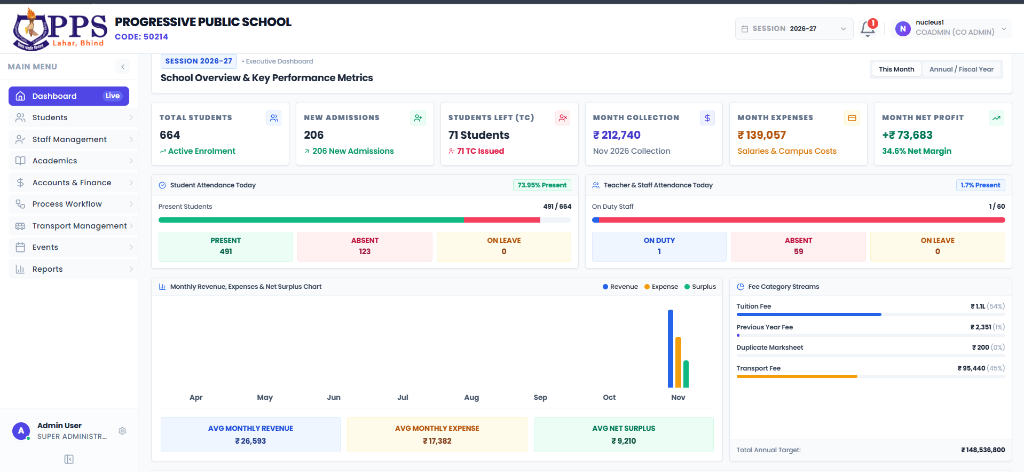 PPS
Lahar, Bhind
PROGRESSIVE PUBLIC SCHOOL
CODE: 50214
SESSION 2026-27
1
N
nucleus1
COADMIN (CO ADMIN)
MAIN MENU
Dashboard Live
Students
Staff Management
Academics
Accounts & Finance
Process Workflow
Transport Management
Events
Reports
A
Admin User
SUPER ADMINISTR...
SESSION 2026-27 • Executive Dashboard
School Overview & Key Performance Metrics
This Month Annual / Fiscal Year
TOTAL STUDENTS
664
Active Enrolment
NEW ADMISSIONS
206
206 New Admissions
STUDENTS LEFT (TC)
71 Students
71 TC Issued
MONTH COLLECTION
₹ 212,740
Nov 2026 Collection
MONTH EXPENSES
₹ 139,057
Salaries & Campus Costs
MONTH NET PROFIT
+₹ 73,683
34.6% Net Margin
Student Attendance Today 73.95% Present
Present Students 491 / 664
PRESENT
491
ABSENT
123
ON LEAVE
0
Teacher & Staff Attendance Today 1.7% Present
On Duty Staff 1 / 60
ON DUTY
1
ABSENT
59
ON LEAVE
0
Monthly Revenue, Expenses & Net Surplus Chart Revenue Expense Surplus
Apr May Jun Jul Aug Sep Oct Nov
AVG MONTHLY REVENUE
₹ 26,593
AVG MONTHLY EXPENSE
₹ 17,382
AVG NET SURPLUS
₹ 9,210
Fee Category Streams
Tuition Fee ₹ 1.1L (54%)
Previous Year Fee ₹ 2,351 (1%)
Duplicate Marksheet ₹ 200 (0%)
Transport Fee ₹ 95,440 (45%)
Total Annual Target: ₹ 148,536,800